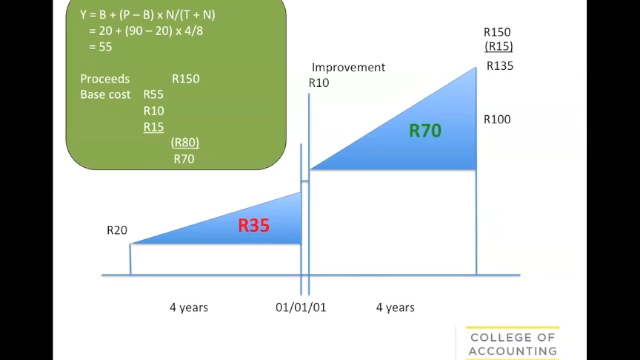 Y = B + (P – B) x N/(T + N)
= 20 + (90 – 20) x 4/8
= 55
Proceeds R150
Base cost R55
R10
R15
(R80)
R70
R150
(R15)
R135
Improvement
R10
R70
R100
R20
R35
4 years 01/01/01 4 years
COLLEGE OF
ACCOUNTING